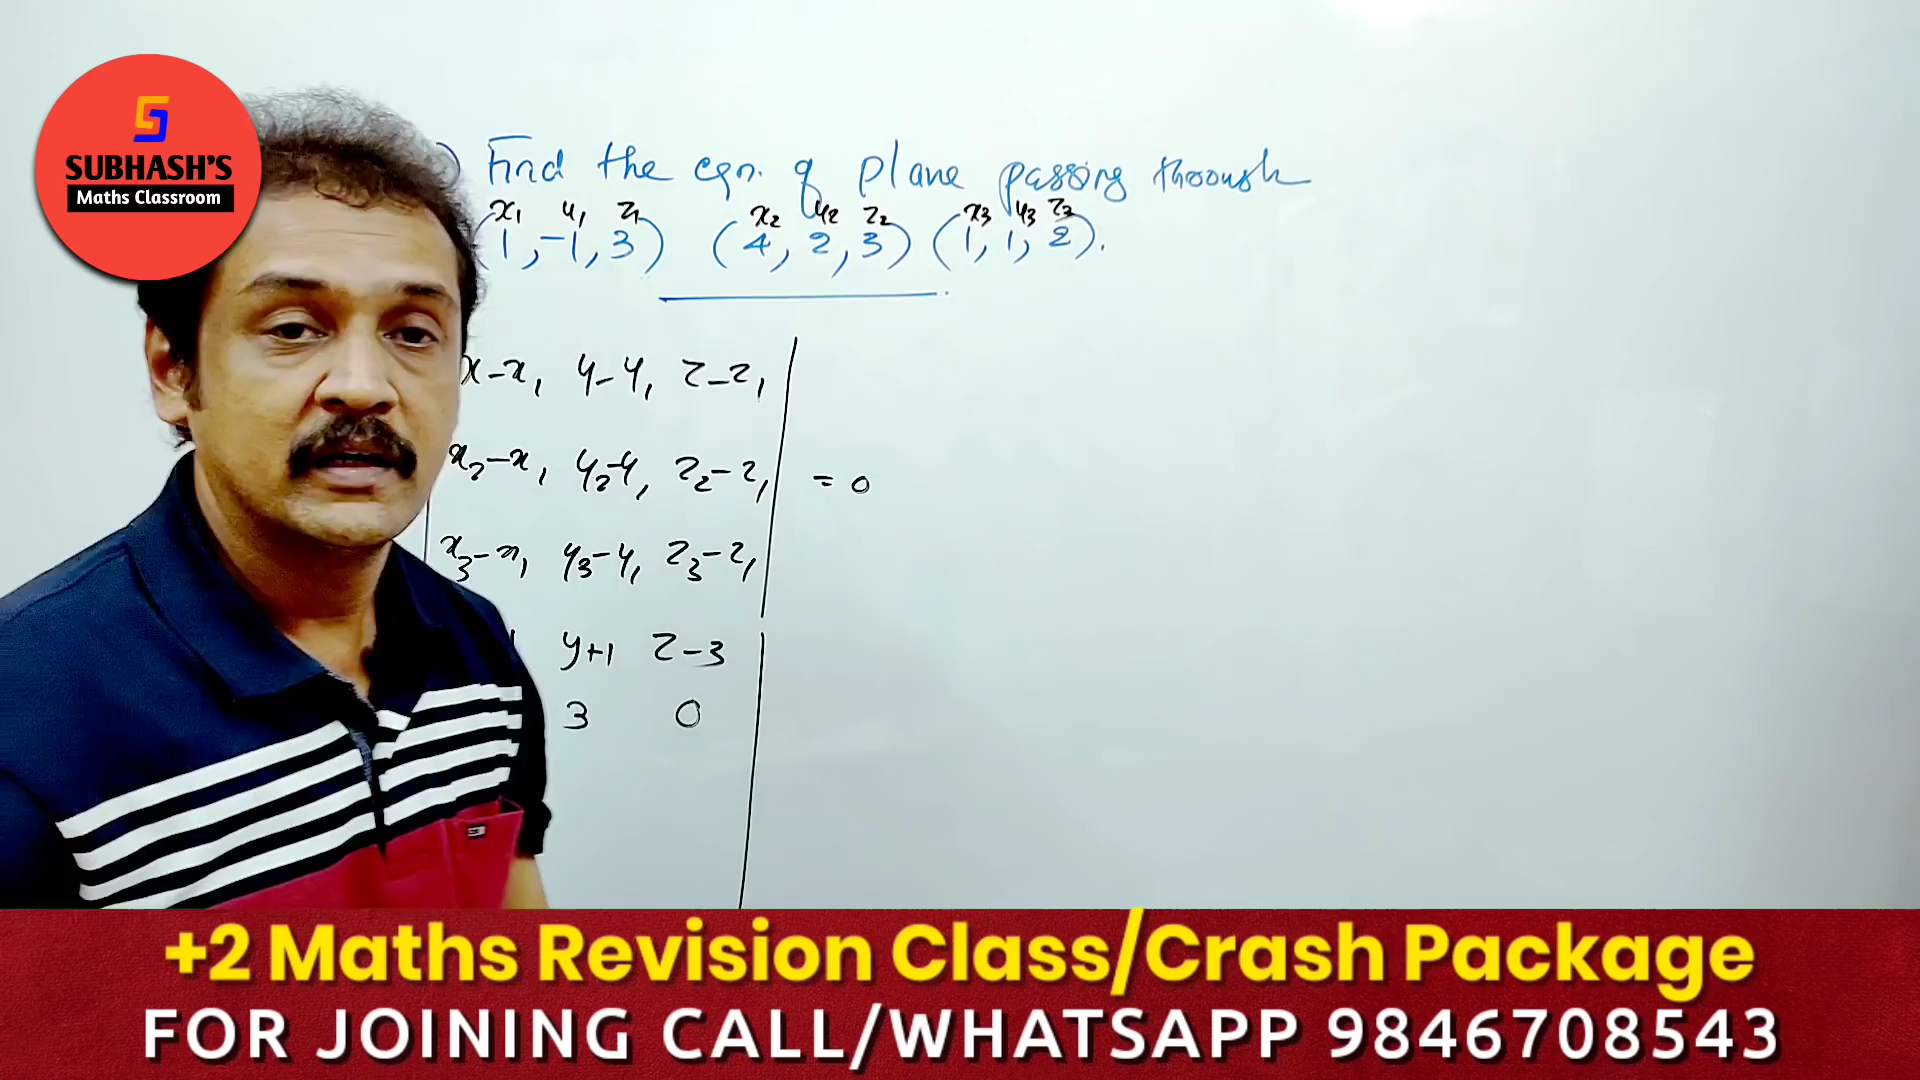 SUBHASH'S
Maths Classroom
) Find the eqn. of plane passing through
x1 y1 z1 x2 y2 z2 x3 y3 z3
(1, -1, 3) (4, 2, 3) (1, 1, 2).
x-x1 y-y1 z-z1
x2-x1 y2-y1 z2-z1 = 0
x3-x1 y3-y1 z3-z1
y+1 z-3
3 0
+2 Maths Revision Class/Crash Package
FOR JOINING CALL/WHATSAPP 9846708543